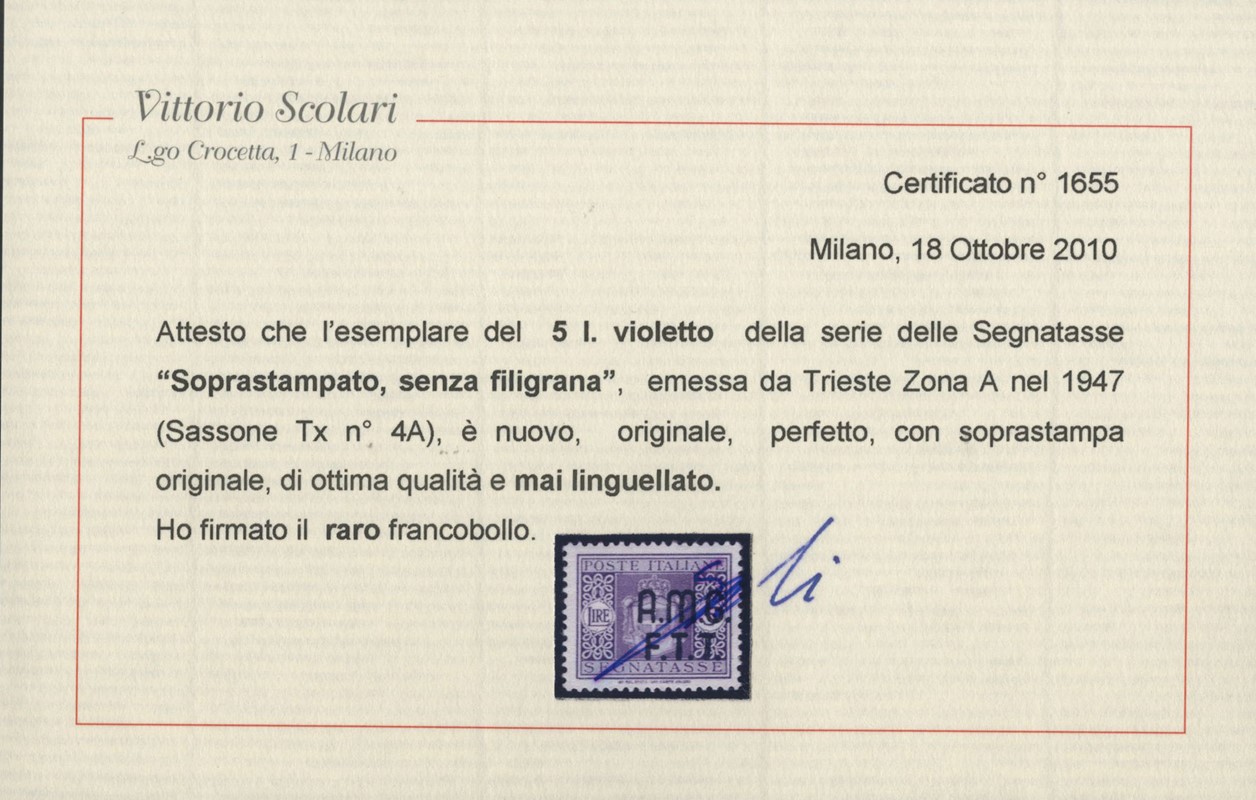 Vittorio Scolari
L.go Crocetta, 1 - Milano
Certificato n° 1655
Milano, 18 Ottobre 2010
Attesto che l'esemplare del 5 l. violetto della serie delle Segnatasse
“Soprastampato, senza filigrana”, emessa da Trieste Zona A nel 1947
(Sassone Tx n° 4A), è nuovo, originale, perfetto, con soprastampa
originale, di ottima qualità e mai linguellato.
Ho firmato il raro francobollo.
POSTE ITALIANE
LIRE
A.M.G
F.T.T
SEGNATASSE